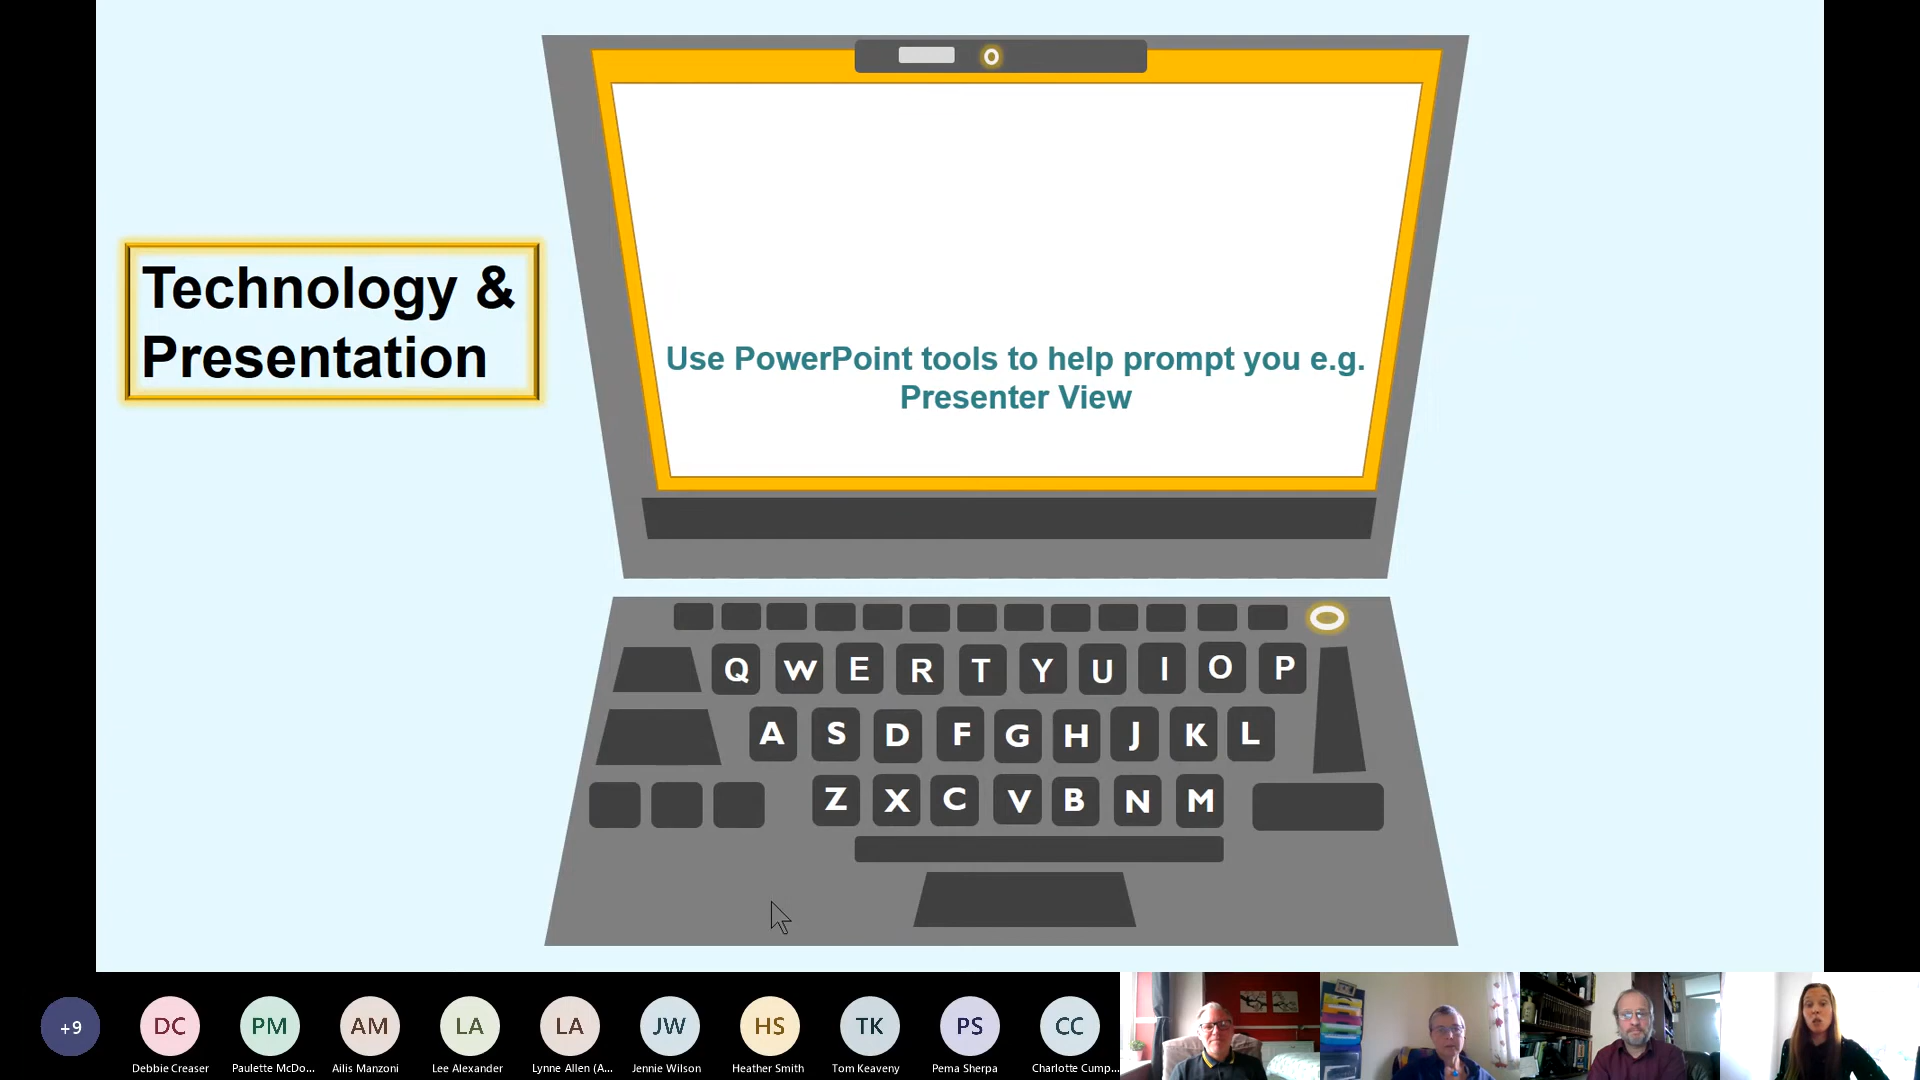 Technology &
Presentation
Use PowerPoint tools to help prompt you e.g.
Presenter View
Q W E R T Y U I O P
A S D F G H J K L
Z X C V B N M
+9
DC
PM
AM
LA
LA
JW
HS
TK
PS
CC
Debbie Creaser
Paulette McDo...
Ailis Manzoni
Lee Alexander
Lynne Allen (A...
Jennie Wilson
Heather Smith
Tom Keaveny
Pema Sherpa
Charlotte Cump...